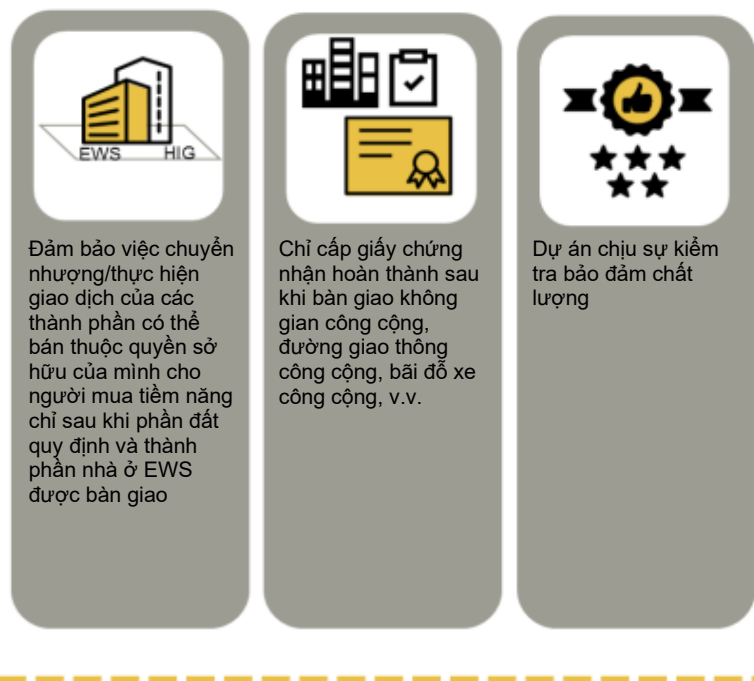 EWS HIG
Đảm bảo việc chuyển
nhượng/thực hiện
giao dịch của các
thành phần có thể
bán thuộc quyền sở
hữu của mình cho
người mua tiềm năng
chỉ sau khi phần đất
quy định và thành
phần nhà ở EWS
được bàn giao
Chỉ cấp giấy chứng
nhận hoàn thành sau
khi bàn giao không
gian công cộng,
đường giao thông
công cộng, bãi đỗ xe
công cộng, v.v.
Dự án chịu sự kiểm
tra bảo đảm chất
lượng